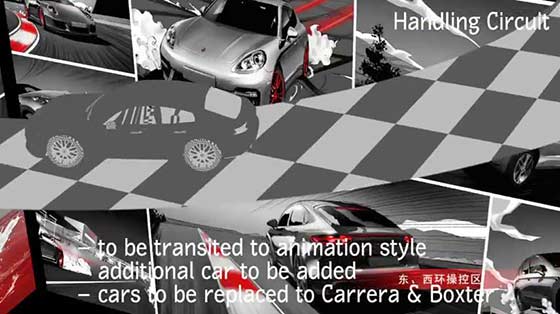 Handling Circuit
– to be transited to animation style
additional car to be added
东、西环操控区
– cars to be replaced to Carrera & Boxter